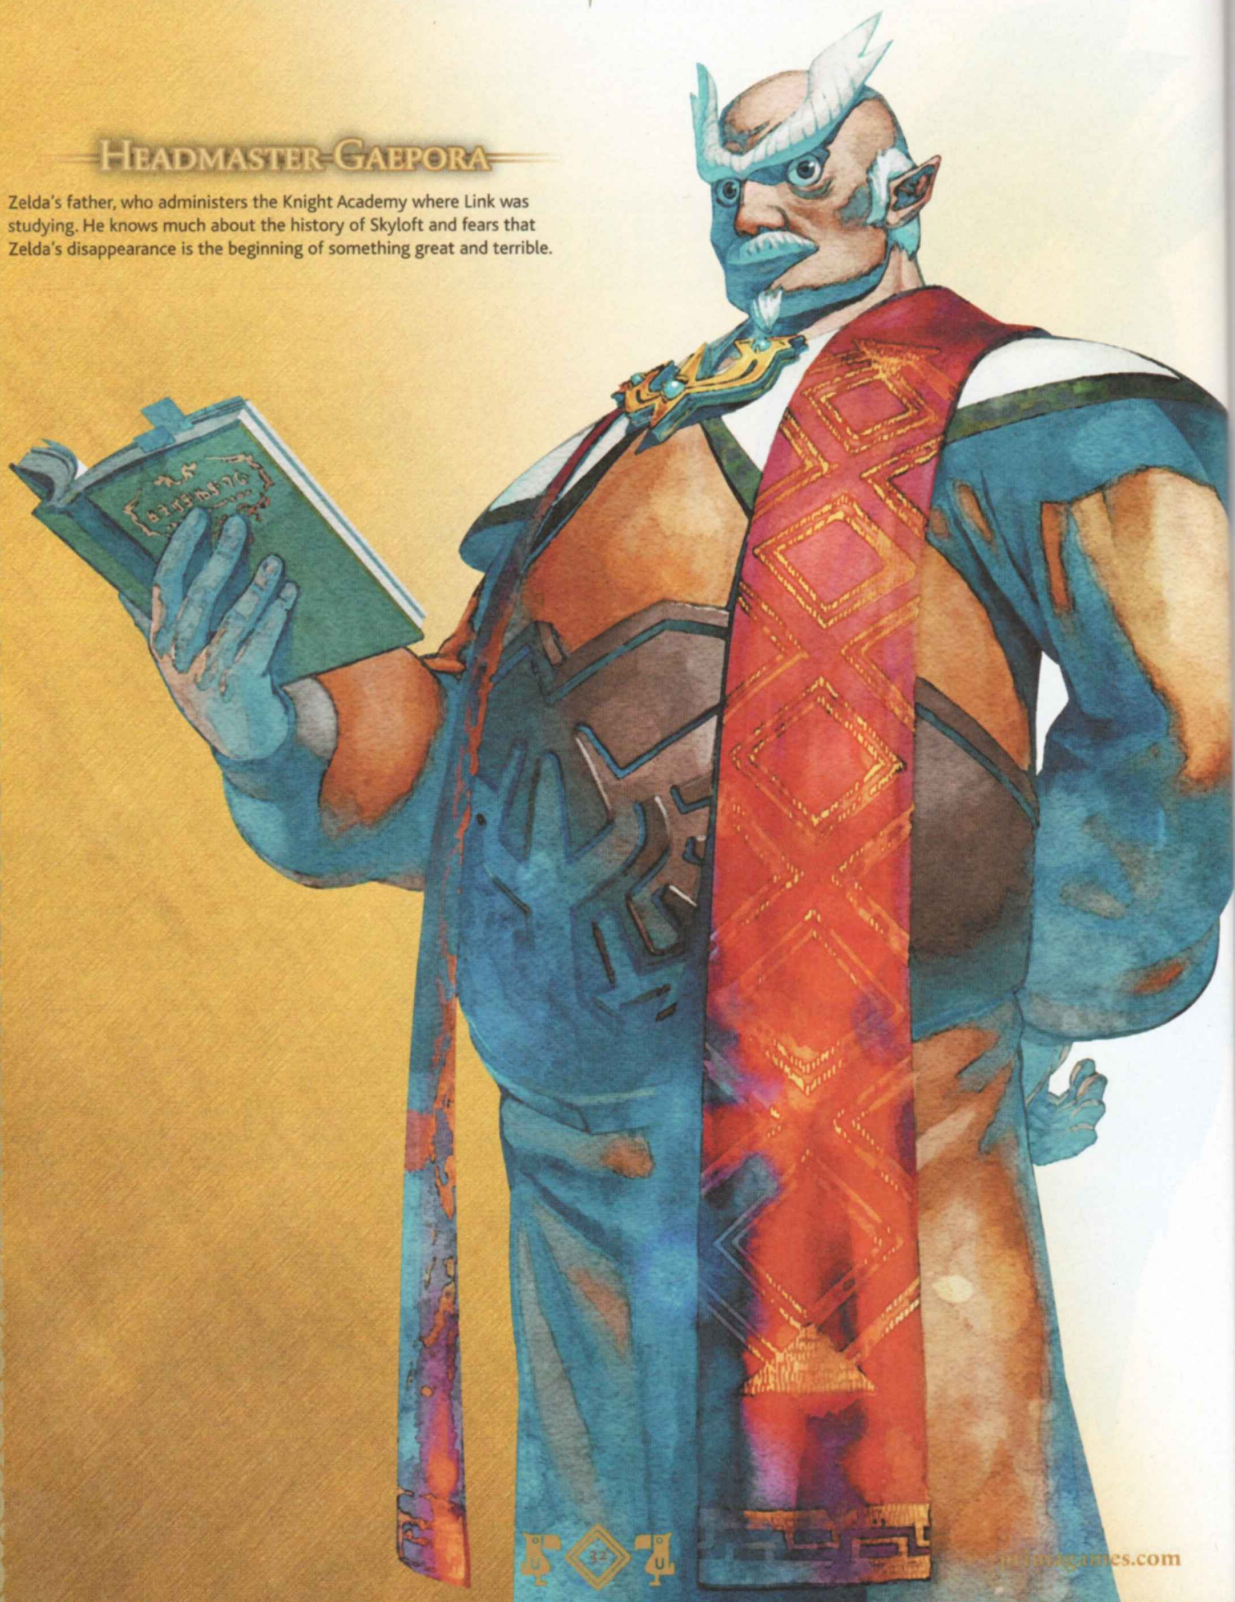 HEADMASTER GAEPORA
Zelda's father, who administers the Knight Academy where Link was
studying. He knows much about the history of Skyloft and fears that
Zelda's disappearance is the beginning of something great and terrible.
32